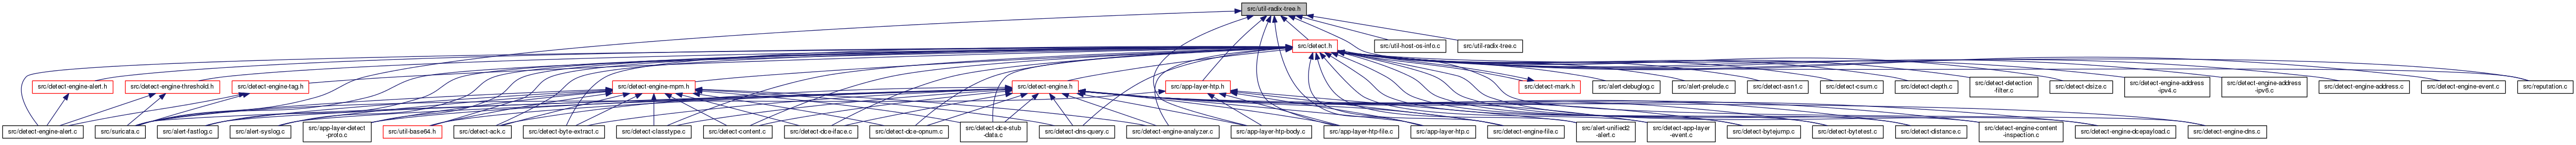 src/util-radix-tree.h
src/detect.h
src/util-host-os-info.c
src/util-radix-tree.c
src/detect-engine-alert.h
src/detect-engine-threshold.h
src/detect-engine-tag.h
src/detect-engine-mpm.h
src/detect-engine.h
src/app-layer-htp.h
src/detect-mark.h
src/alert-debuglog.c
src/alert-prelude.c
src/detect-asn1.c
src/detect-csum.c
src/detect-depth.c
src/detect-detection
-filter.c
src/detect-dsize.c
src/detect-engine-address
-ipv4.c
src/detect-engine-address
-ipv6.c
src/detect-engine-address.c
src/detect-engine-event.c
src/reputation.c
src/detect-engine-alert.c
src/suricata.c
src/alert-fastlog.c
src/alert-syslog.c
src/app-layer-detect
-proto.c
src/util-base64.h
src/detect-ack.c
src/detect-byte-extract.c
src/detect-classtype.c
src/detect-content.c
src/detect-dce-iface.c
src/detect-dce-opnum.c
src/detect-dce-stub
-data.c
src/detect-dns-query.c
src/detect-engine-analyzer.c
src/app-layer-htp-body.c
src/app-layer-htp-file.c
src/app-layer-htp.c
src/detect-engine-file.c
src/alert-unified2
-alert.c
src/detect-app-layer
-event.c
src/detect-bytejump.c
src/detect-bytetest.c
src/detect-distance.c
src/detect-engine-content
-inspection.c
src/detect-engine-dcepayload.c
src/detect-engine-dns.c